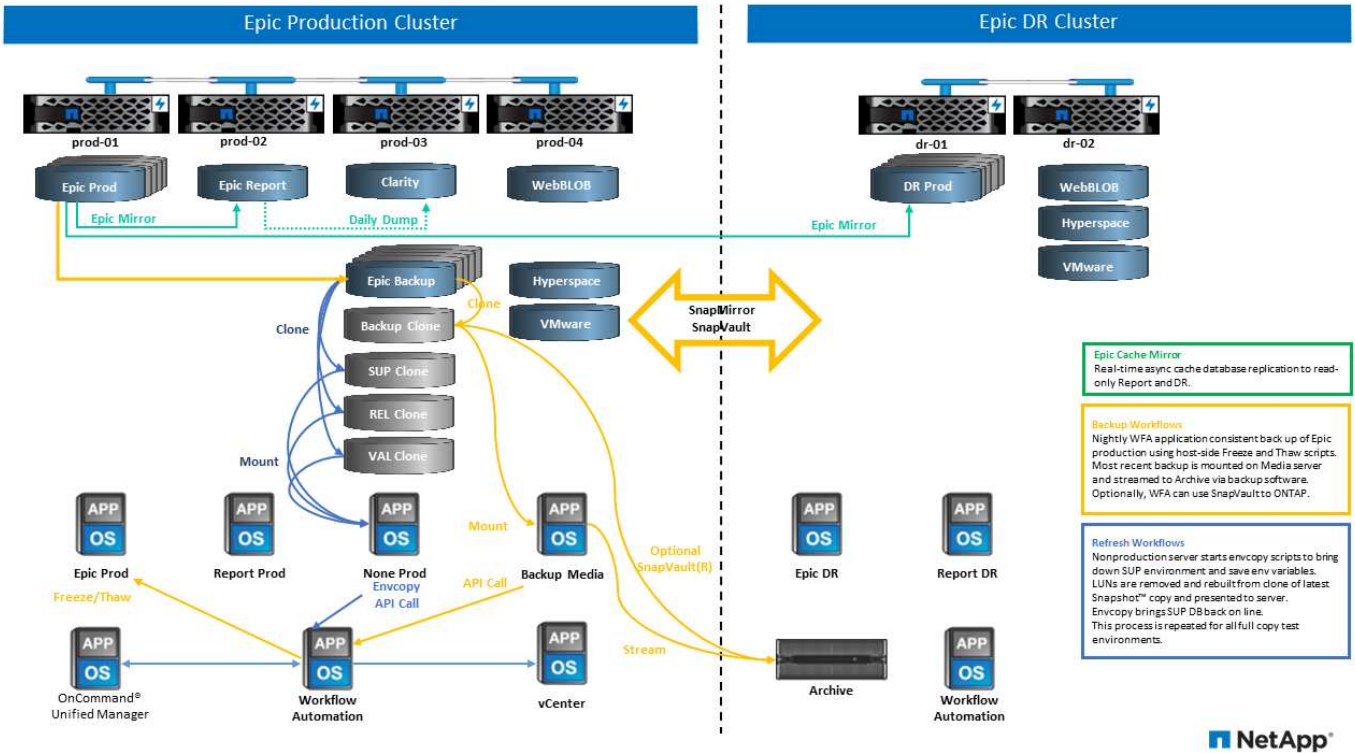 Epic Production Cluster
Epic DR Cluster
prod-01
prod-02
prod-03
prod-04
dr-01
dr-02
Epic Prod
Epic Report
Clarity
WebBLOB
DR Prod
WebBLOB
Epic Mirror
Daily Dump
Epic Mirror
Hyperspace
VMware
Epic Backup
Hyperspace
Clone
Backup Clone
VMware
SnapMirror
SnapVault
Clone
SUP Clone
REL Clone
VAL Clone
Mount
Epic Cache Mirror
Real-time async cache database replication to read-
only Report and DR.
Backup Workflows
Nightly WFA application consistent back up of Epic
production using host-side Freeze and Thaw scripts.
Most recent backup is mounted on Media server
and streamed to Archive via backup software.
Optionally, WFA can use SnapVault to ONTAP.
Refresh Workflows
Nonproduction server starts envcopy scripts to bring
down SUP environment and save env variables.
LUNs are removed and rebuilt from clone of latest
Snapshot™ copy and presented to server.
Envcopy brings SUP DB back on line.
This process is repeated for all full copy test
environments.
APP
OS
APP
OS
APP
OS
APP
OS
APP
OS
APP
OS
Mount
Epic Prod
Report Prod
None Prod
Backup Media
Optional
SnapVault(R)
Epic DR
Report DR
Freeze/Thaw
Envcopy
API Call
API Call
Stream
APP
OS
APP
OS
APP
OS
APP
OS
OnCommand®
Unified Manager
Workflow
Automation
vCenter
Archive
Workflow
Automation
NetApp®